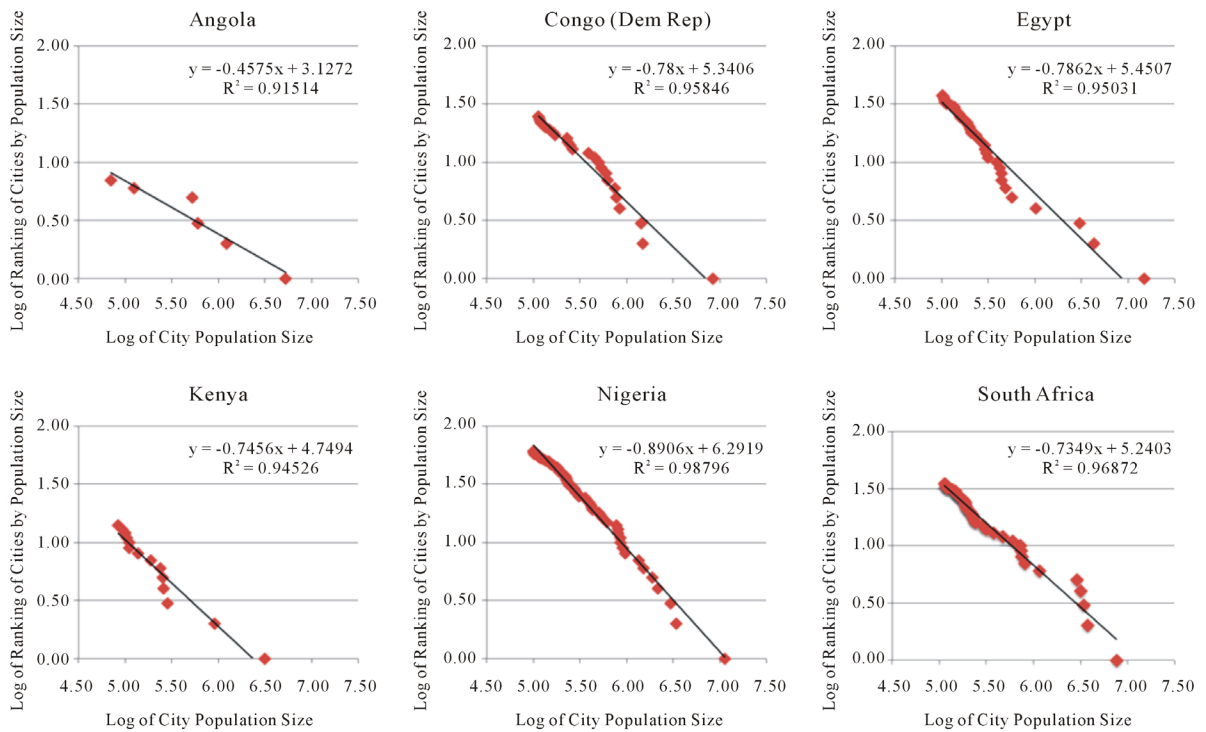 Angola
Log of Ranking of Cities by Population Size
2.00
1.50
1.00
0.50
0.00
y = -0.4575x + 3.1272
R² = 0.91514
4.50 5.00 5.50 6.00 6.50 7.00 7.50
Log of City Population Size
Congo (Dem Rep)
Log of Ranking of Cities by Population Size
2.00
1.50
1.00
0.50
0.00
y = -0.78x + 5.3406
R² = 0.95846
4.50 5.00 5.50 6.00 6.50 7.00 7.50
Log of City Population Size
Egypt
Log of Ranking of Cities by Population Size
2.00
1.50
1.00
0.50
0.00
y = -0.7862x + 5.4507
R² = 0.95031
4.50 5.00 5.50 6.00 6.50 7.00 7.50
Log of City Population Size
Kenya
Log of Ranking of Cities by Population Size
2.00
1.50
1.00
0.50
0.00
y = -0.7456x + 4.7494
R² = 0.94526
4.50 5.00 5.50 6.00 6.50 7.00 7.50
Log of City Population Size
Nigeria
Log of Ranking of Cities by Population Size
2.00
1.50
1.00
0.50
0.00
y = -0.8906x + 6.2919
R² = 0.98796
4.50 5.00 5.50 6.00 6.50 7.00 7.50
Log of City Population Size
South Africa
Log of Ranking of Cities by Population Size
2.00
1.50
1.00
0.50
0.00
y = -0.7349x + 5.2403
R² = 0.96872
4.50 5.00 5.50 6.00 6.50 7.00 7.50
Log of City Population Size